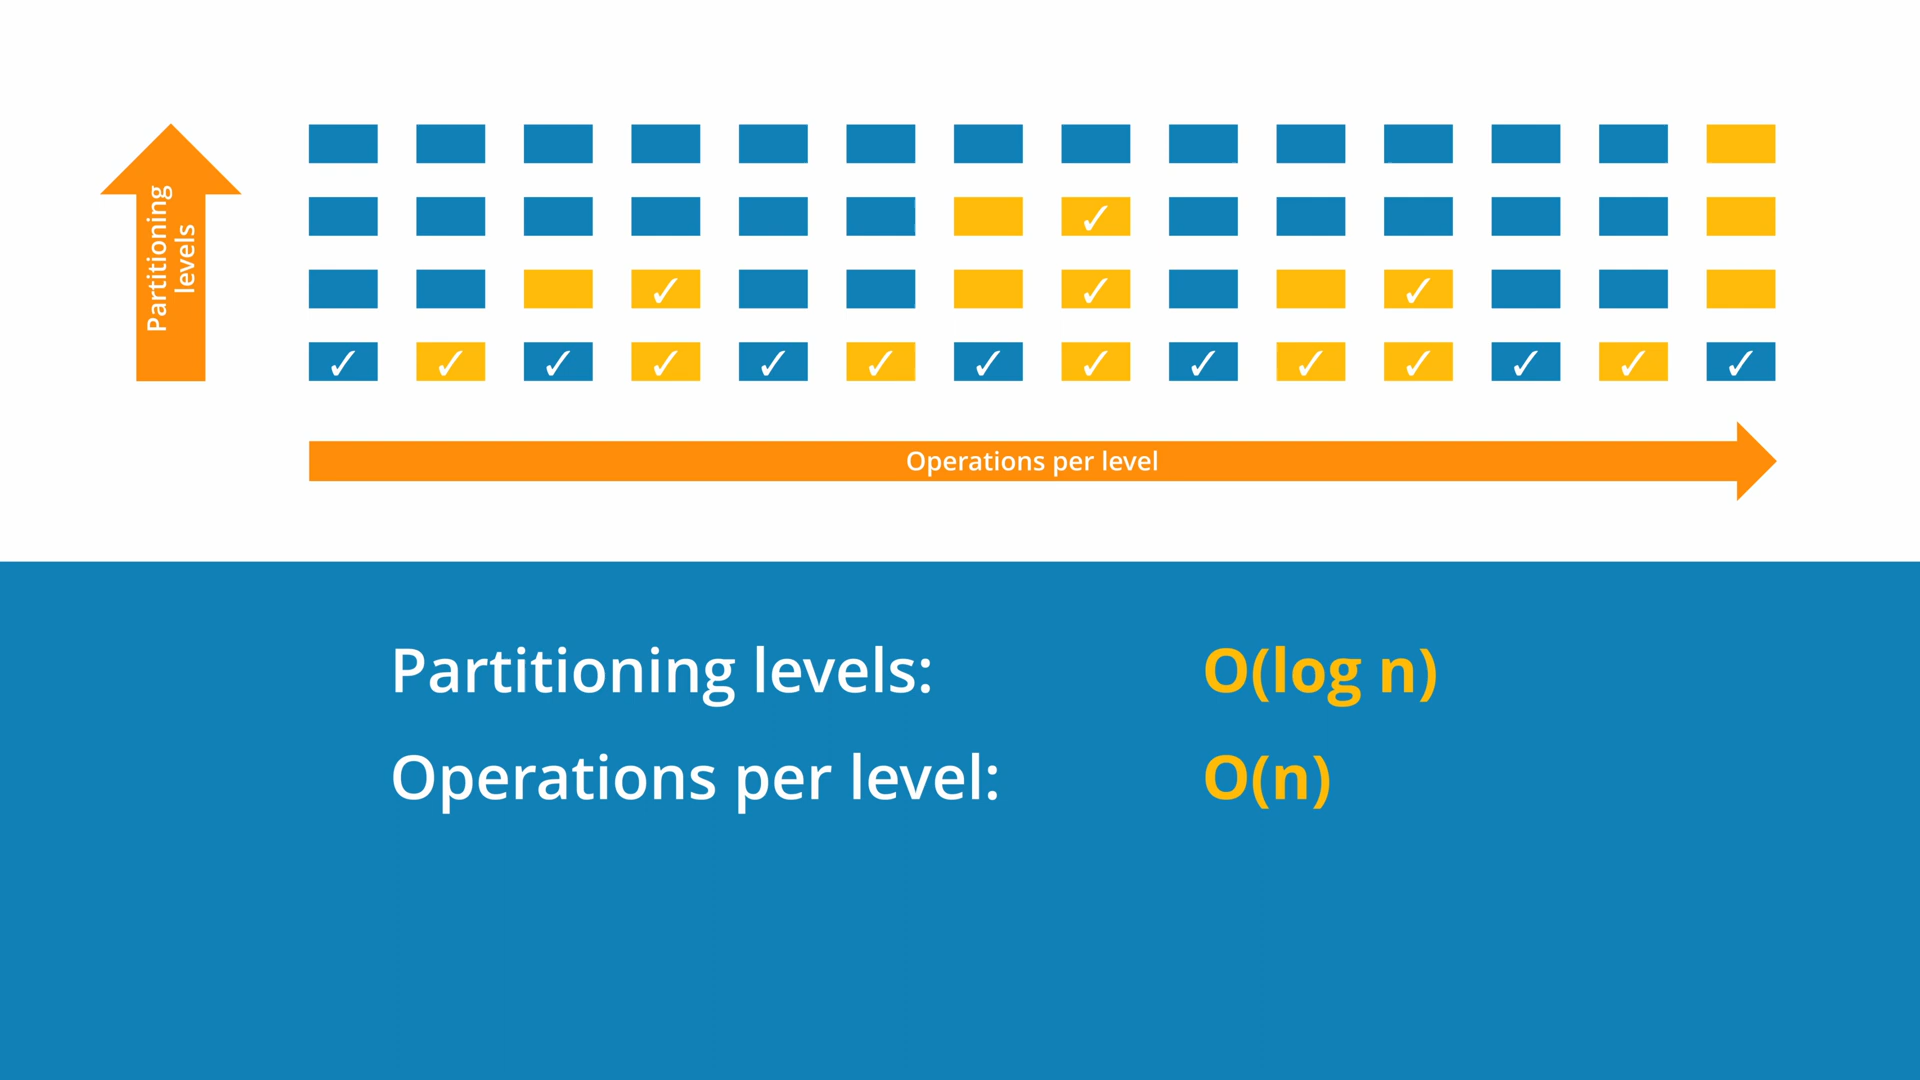 Partitioning
levels
✓
✓ ✓ ✓
✓ ✓ ✓ ✓ ✓ ✓ ✓ ✓ ✓ ✓ ✓ ✓ ✓ ✓
Operations per level
Partitioning levels: O(log n)
Operations per level: O(n)